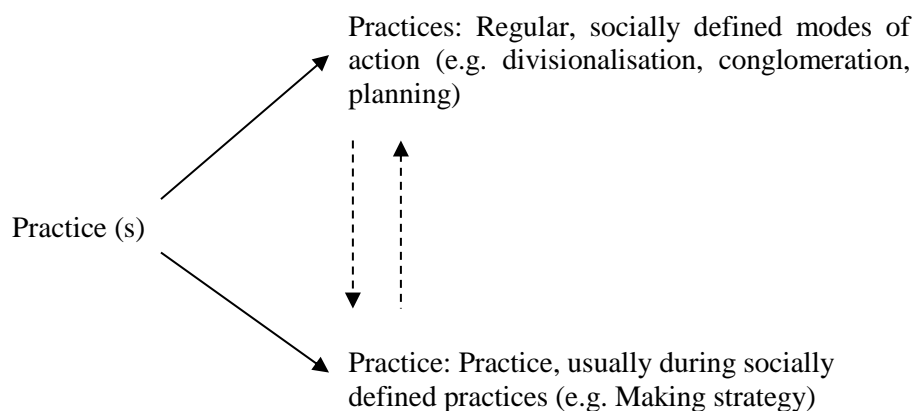 Practices: Regular, socially defined modes of
action (e.g. divisionalisation, conglomeration,
planning)
Practice (s)
Practice: Practice, usually during socially
defined practices (e.g. Making strategy)